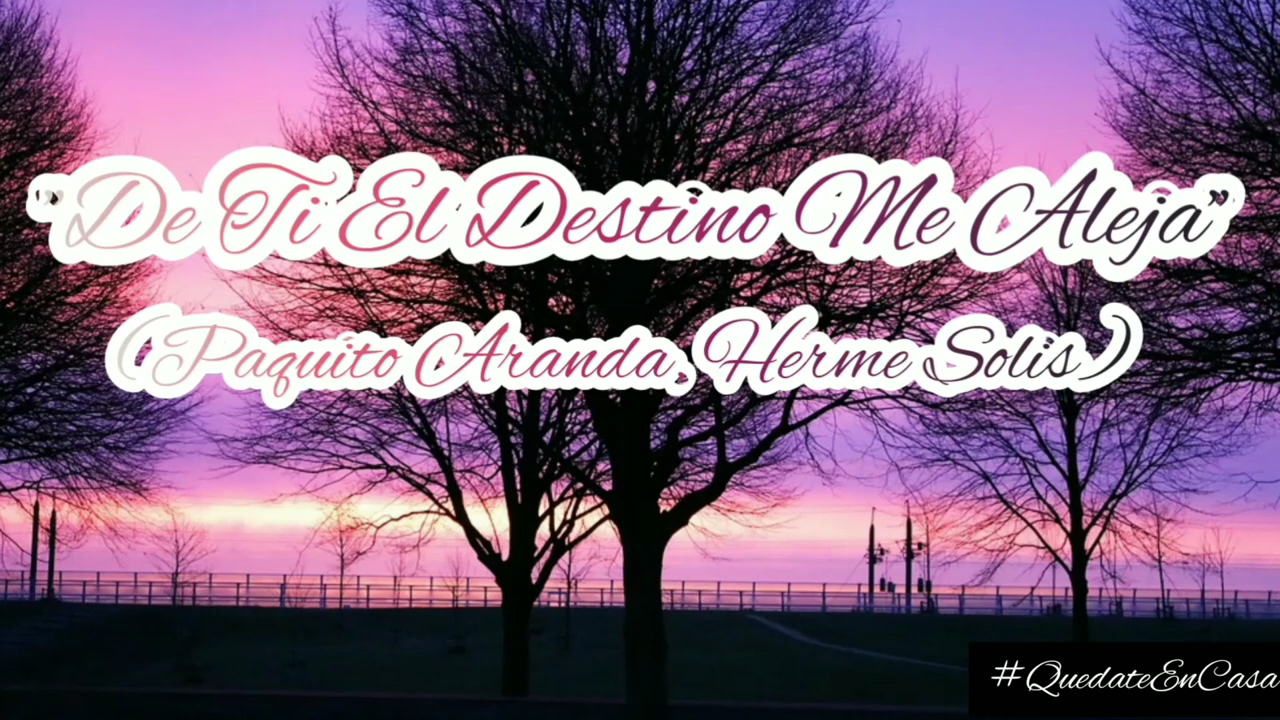 "De Ti El Destino Me Aleja"
(Paquito Aranda, Herme Solis)
#QuedateEnCasa